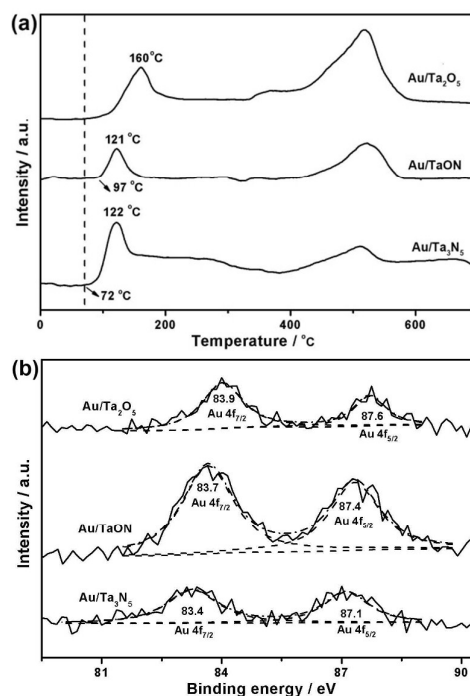 (a)
160 °C
Au/Ta2O5
121 °C
Au/TaON
97 °C
122 °C
Au/Ta3N5
72 °C
Intensity / a.u.
0 200 400 600
Temperature / °C
(b)
Au/Ta2O5
83.9
Au 4f7/2
87.6
Au 4f5/2
83.7
Au 4f7/2
87.4
Au 4f5/2
Au/TaON
Au/Ta3N5
83.4
Au 4f7/2
87.1
Au 4f5/2
Intensity / a.u.
81 84 87 90
Binding energy / eV